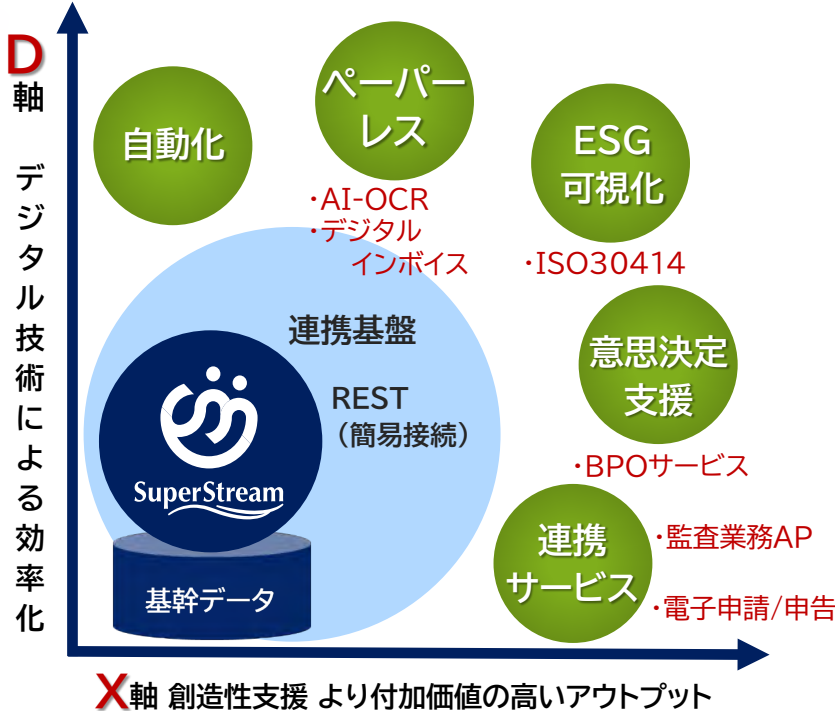 D
軸 デジタル技術による効率化
自動化
ペーパー
レス
・AI-OCR
・デジタル
インボイス
ESG
可視化
・ISO30414
連携基盤
REST
（簡易接続）
SuperStream
基幹データ
意思決定
支援
・BPOサービス
連携
サービス
・監査業務AP
・電子申請/申告
X軸 創造性支援 より付加価値の高いアウトプット